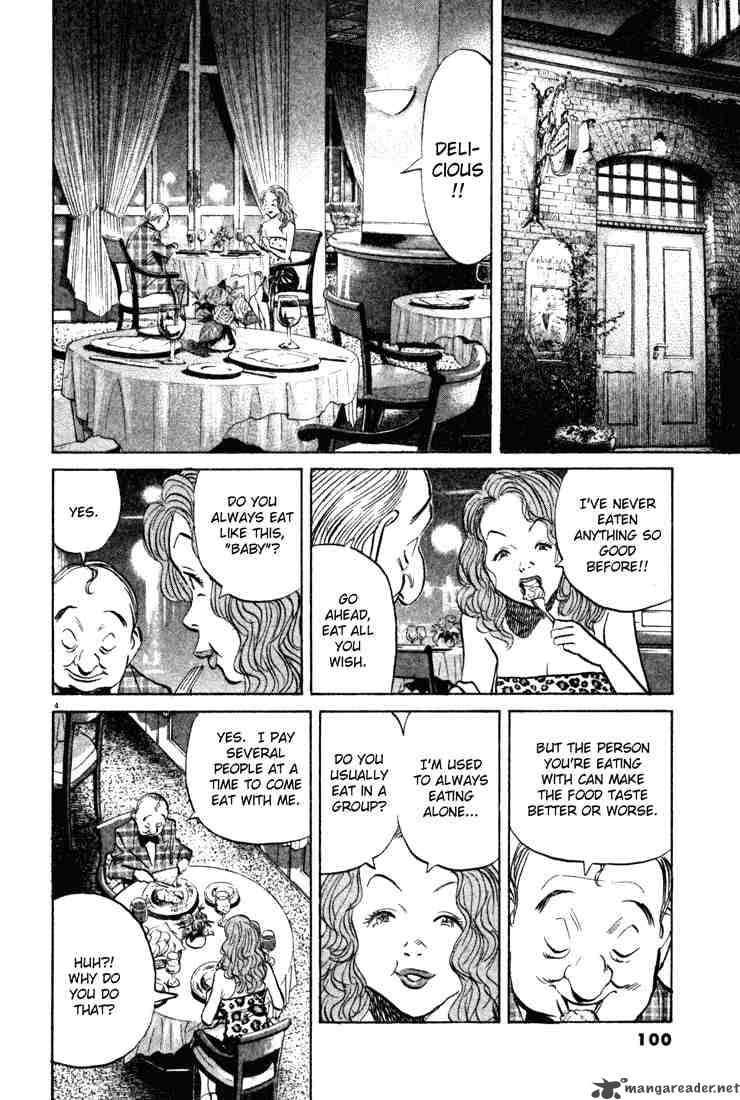 DELI-
CIOUS
!!
I'VE NEVER
EATEN
ANYTHING SO
GOOD
BEFORE!!
GO
AHEAD,
EAT ALL
YOU
WISH.
DO YOU
ALWAYS EAT
LIKE THIS,
"BABY"?
YES.
4
BUT THE PERSON
YOU'RE EATING
WITH CAN MAKE
THE FOOD TASTE
BETTER OR WORSE.
I'M USED
TO ALWAYS
EATING
ALONE...
DO YOU
USUALLY
EAT IN A
GROUP?
YES. I PAY
SEVERAL
PEOPLE AT A
TIME TO COME
EAT WITH ME.
HUH?!
WHY DO
YOU DO
THAT?
100
mangareader.net